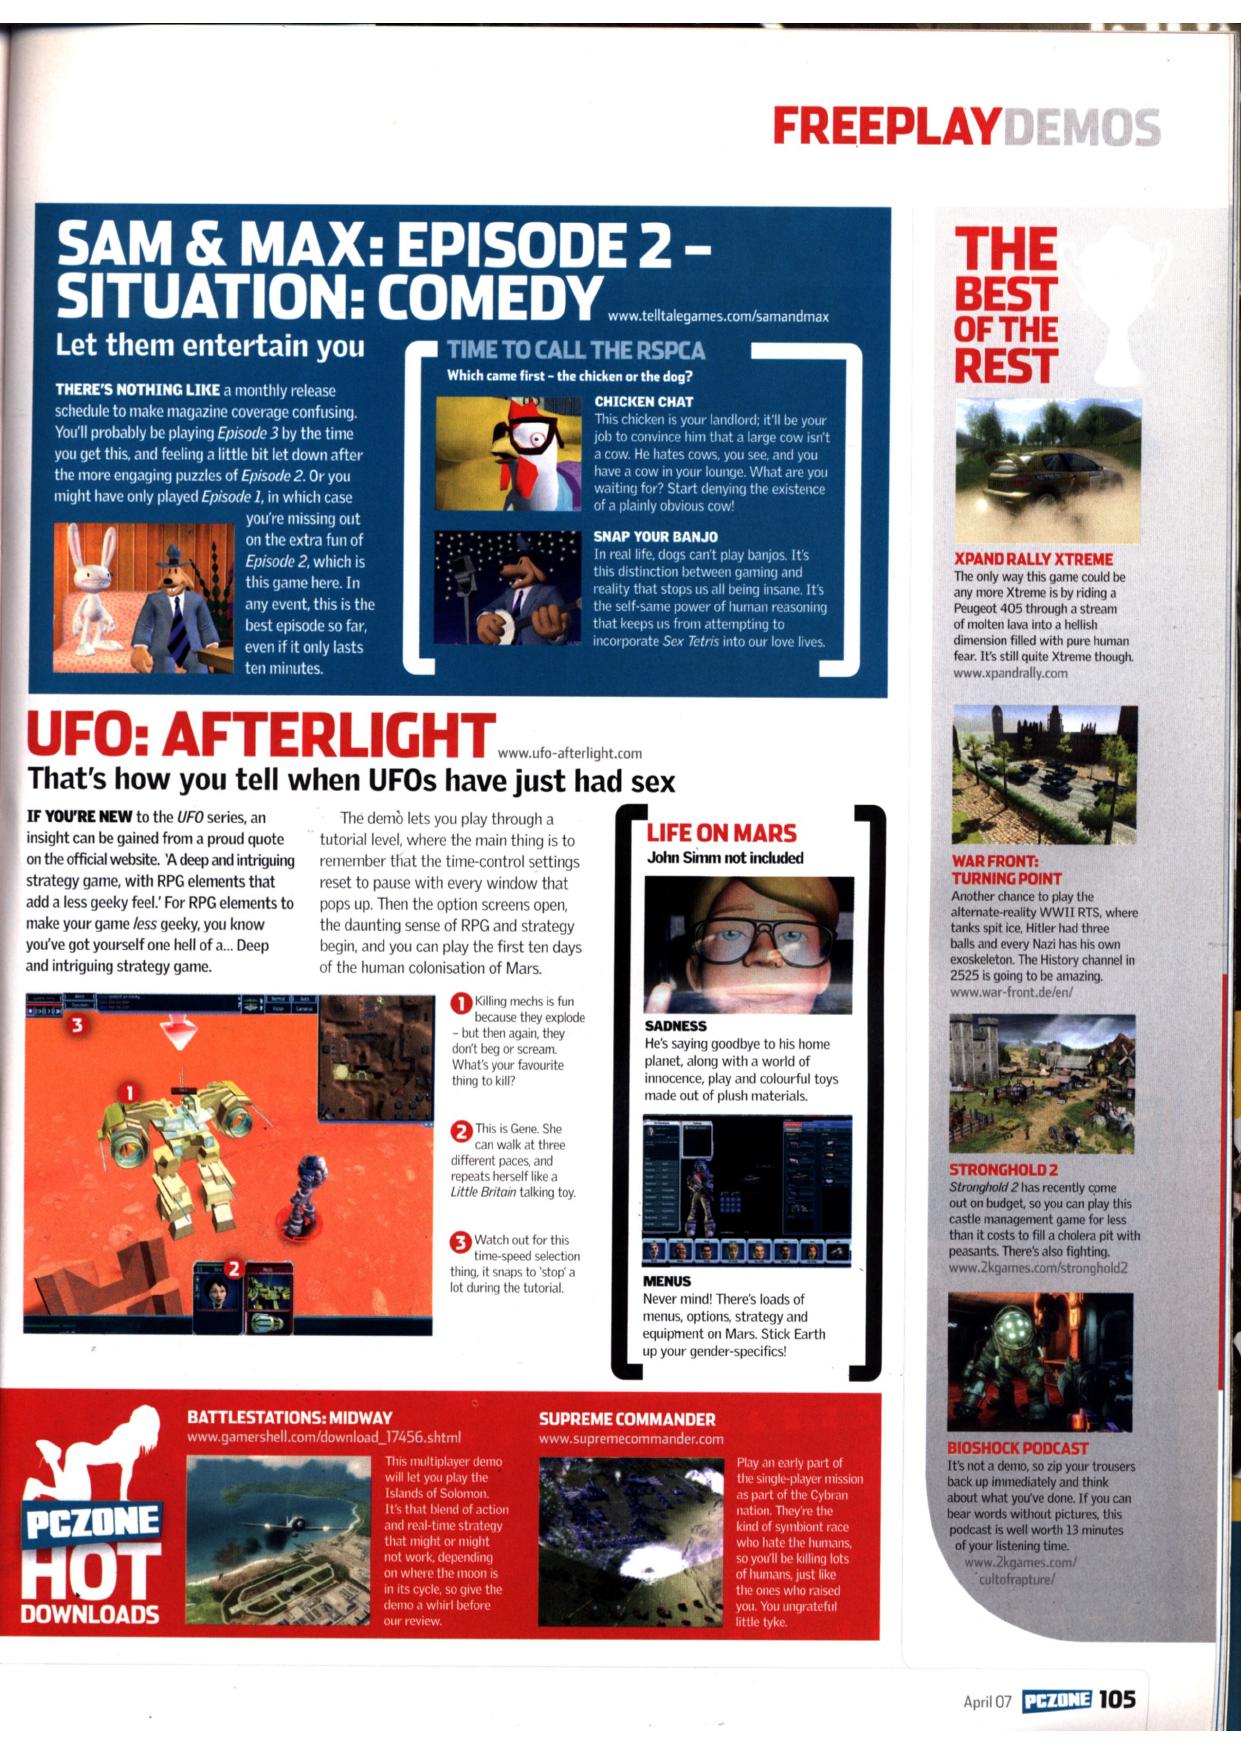 FREEPLAYDEMOS
SAM & MAX: EPISODE 2 –
SITUATION: COMEDY www.telltalegames.com/samandmax
Let them entertain you
THERE'S NOTHING LIKE a monthly release
schedule to make magazine coverage confusing.
You'll probably be playing Episode 3 by the time
you get this, and feeling a little bit let down after
the more engaging puzzles of Episode 2. Or you
might have only played Episode 1, in which case
you're missing out
on the extra fun of
Episode 2, which is
this game here. In
any event, this is the
best episode so far,
even if it only lasts
ten minutes.
TIME TO CALL THE RSPCA
Which came first – the chicken or the dog?
CHICKEN CHAT
This chicken is your landlord; it'll be your
job to convince him that a large cow isn't
a cow. He hates cows, you see, and you
have a cow in your lounge. What are you
waiting for? Start denying the existence
of a plainly obvious cow!
SNAP YOUR BANJO
In real life, dogs can't play banjos. It's
this distinction between gaming and
reality that stops us all being insane. It's
the self-same power of human reasoning
that keeps us from attempting to
incorporate Sex Tetris into our love lives.
UFO: AFTERLIGHT www.ufo-afterlight.com
That's how you tell when UFOs have just had sex
IF YOU'RE NEW to the UFO series, an
insight can be gained from a proud quote
on the official website. 'A deep and intriguing
strategy game, with RPG elements that
add a less geeky feel.' For RPG elements to
make your game less geeky, you know
you've got yourself one hell of a... Deep
and intriguing strategy game.
The demo lets you play through a
tutorial level, where the main thing is to
remember that the time-control settings
reset to pause with every window that
pops up. Then the option screens open,
the daunting sense of RPG and strategy
begin, and you can play the first ten days
of the human colonisation of Mars.
3
1
2
1 Killing mechs is fun
because they explode
– but then again, they
don't beg or scream.
What's your favourite
thing to kill?
2 This is Gene. She
can walk at three
different paces, and
repeats herself like a
Little Britain talking toy.
3 Watch out for this
time-speed selection
thing, it snaps to 'stop' a
lot during the tutorial.
LIFE ON MARS
John Simm not included
SADNESS
He's saying goodbye to his home
planet, along with a world of
innocence, play and colourful toys
made out of plush materials.
MENUS
Never mind! There's loads of
menus, options, strategy and
equipment on Mars. Stick Earth
up your gender-specifics!
PCZONE
HOT
DOWNLOADS
BATTLESTATIONS: MIDWAY
www.gamershell.com/download_17456.shtml
This multiplayer demo
will let you play the
Islands of Solomon.
It's that blend of action
and real-time strategy
that might or might
not work, depending
on where the moon is
in its cycle, so give the
demo a whirl before
our review.
SUPREME COMMANDER
www.supremecommander.com
Play an early part of
the single-player mission
as part of the Cybran
nation. They're the
kind of symbiont race
who hate the humans,
so you'll be killing lots
of humans, just like
the ones who raised
you. You ungrateful
little tyke.
THE
BEST
OF THE
REST
XPAND RALLY XTREME
The only way this game could be
any more Xtreme is by riding a
Peugeot 405 through a stream
of molten lava into a hellish
dimension filled with pure human
fear. It's still quite Xtreme though.
www.xpandrally.com
WAR FRONT:
TURNING POINT
Another chance to play the
alternate-reality WWII RTS, where
tanks spit ice, Hitler had three
balls and every Nazi has his own
exoskeleton. The History channel in
2525 is going to be amazing.
www.war-front.de/en/
STRONGHOLD 2
Stronghold 2 has recently come
out on budget, so you can play this
castle management game for less
than it costs to fill a cholera pit with
peasants. There's also fighting.
www.2kgames.com/stronghold2
BIOSHOCK PODCAST
It's not a demo, so zip your trousers
back up immediately and think
about what you've done. If you can
bear words without pictures, this
podcast is well worth 13 minutes
of your listening time.
www.2kgames.com/
cultofrapture/
April 07 PCZONE 105